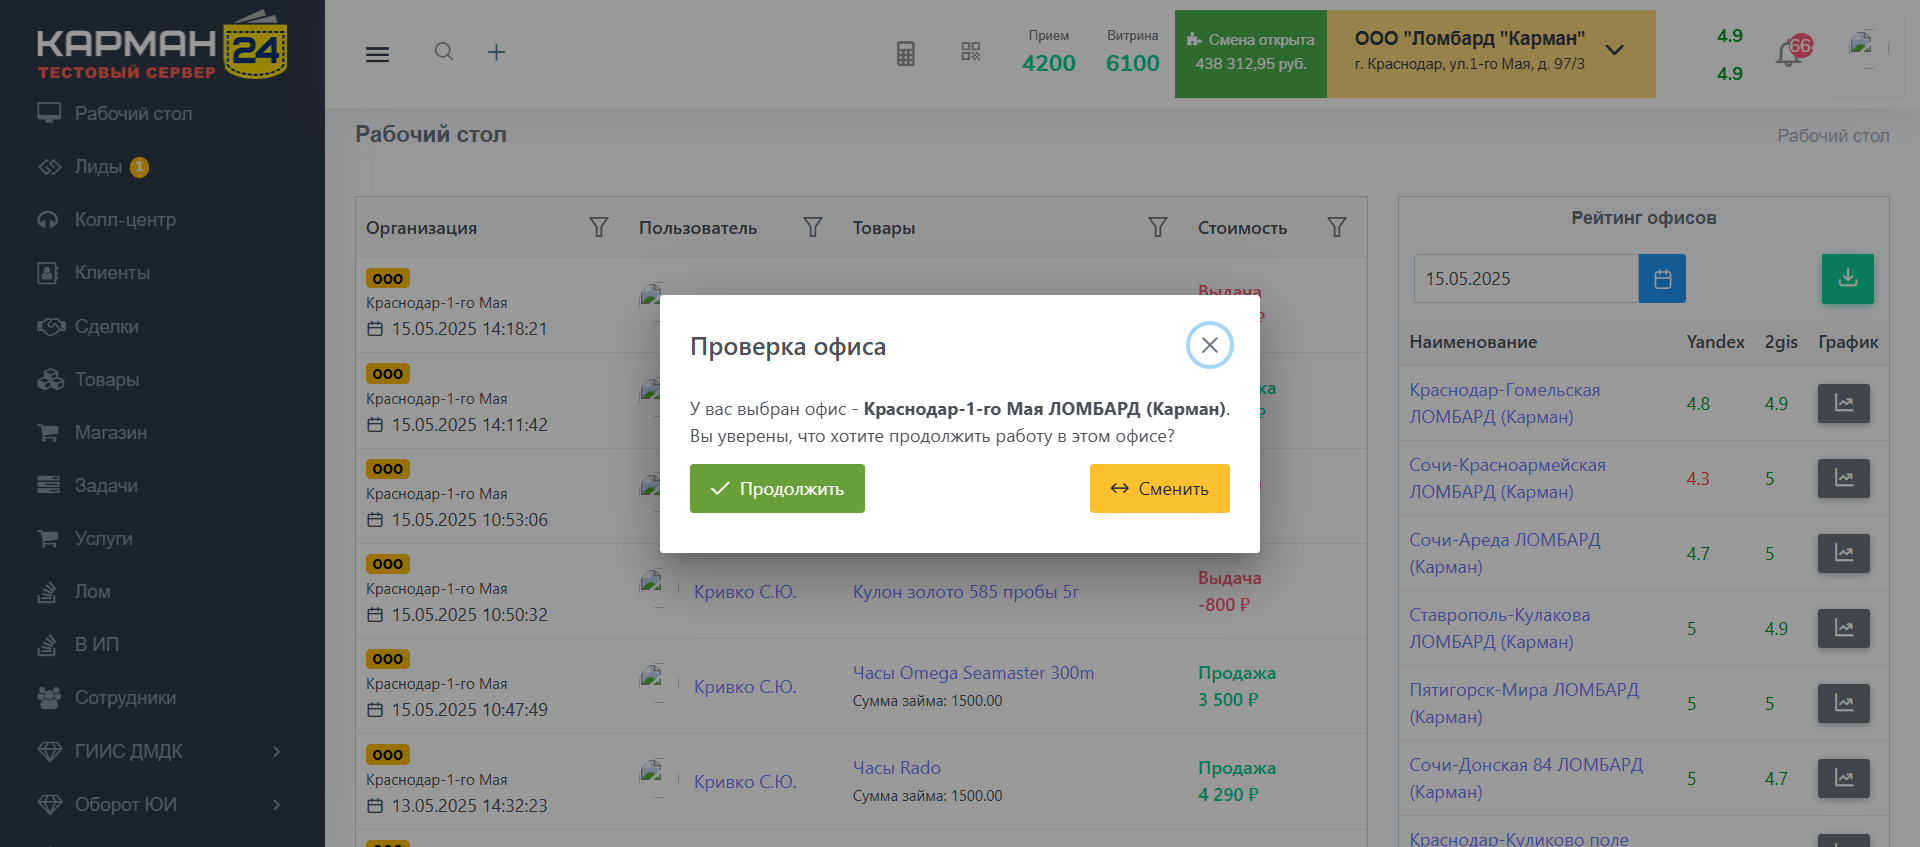 КАРМАН 24
ТЕСТОВЫЙ СЕРВЕР
Рабочий стол
Лиды 1
Колл-центр
Клиенты
Сделки
Товары
Магазин
Задачи
Услуги
Лом
В ИП
Сотрудники
ГИИС ДМДК
Оборот ЮИ
Прием
4200
Витрина
6100
Смена открыта
438 312,95 руб.
ООО "Ломбард "Карман"
г. Краснодар, ул.1-го Мая, д. 97/3
4.9
4.9
66
Рабочий стол
Рабочий стол
Организация Пользователь Товары Стоимость
ООО
Краснодар-1-го Мая
15.05.2025 14:18:21
Выдача
₽
ООО
Краснодар-1-го Мая
15.05.2025 14:11:42
₽
ООО
Краснодар-1-го Мая
15.05.2025 10:53:06
ООО
Краснодар-1-го Мая
15.05.2025 10:50:32
Кривко С.Ю.
Кулон золото 585 пробы 5г
Выдача
-800 ₽
ООО
Краснодар-1-го Мая
15.05.2025 10:47:49
Кривко С.Ю.
Часы Omega Seamaster 300m
Сумма займа: 1500.00
Продажа
3 500 ₽
ООО
Краснодар-1-го Мая
13.05.2025 14:32:23
Кривко С.Ю.
Часы Rado
Сумма займа: 1500.00
Продажа
4 290 ₽
ООО
Проверка офиса
У вас выбран офис - Краснодар-1-го Мая ЛОМБАРД (Карман).
Вы уверены, что хотите продолжить работу в этом офисе?
Продолжить
Сменить
Рейтинг офисов
15.05.2025
Наименование Yandex 2gis График
Краснодар-Гомельская
ЛОМБАРД (Карман)
4.8 4.9
Сочи-Красноармейская
ЛОМБАРД (Карман)
4.3 5
Сочи-Ареда ЛОМБАРД
(Карман)
4.7 5
Ставрополь-Кулакова
ЛОМБАРД (Карман)
5 4.9
Пятигорск-Мира ЛОМБАРД
(Карман)
5 5
Сочи-Донская 84 ЛОМБАРД
(Карман)
5 4.7
Краснодар-Куликово поле